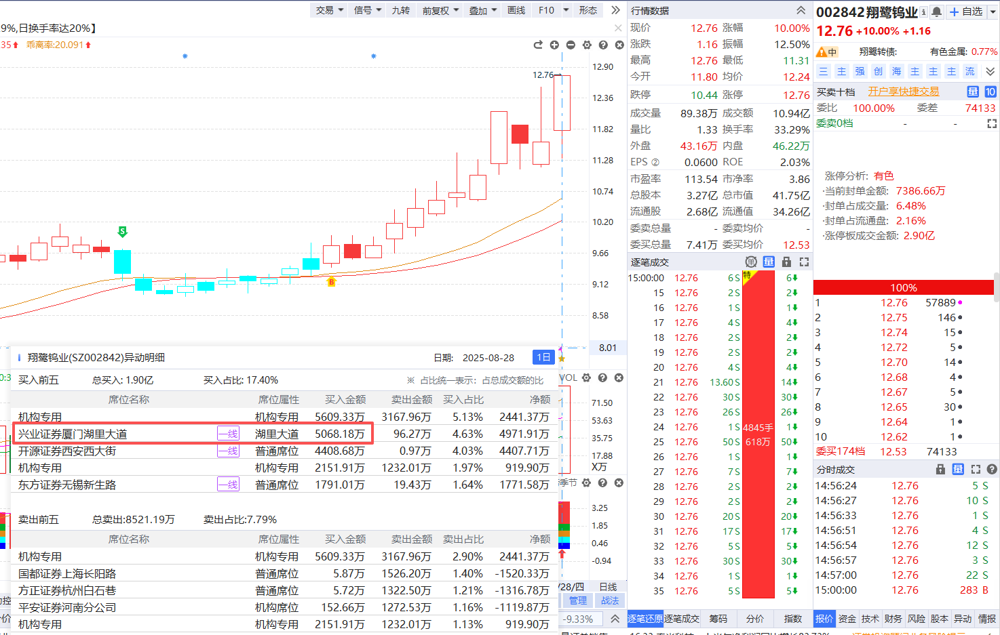 交易 信号 九转 前复权 叠加 画线 F10 形态
9%,日换手率达20%】
35 乖离率:20.091
12.90
12.76
12.36
11.82
11.28
10.74
10.20
9.66
9.12
8.58
8.01
S
B
翔鹭钨业(SZ002842)异动明细 日期: 2025-08-28 1日
买入前五 总买入: 1.90亿 买入占比: 17.40% ※ 占比统一表示: 占总成交额的比
席位名称 席位属性 买入金额 卖出金额 买入占比 净额
机构专用 机构专用 5609.33万 3167.96万 5.13% 2441.37万
兴业证券厦门湖里大道 一线 湖里大道 5068.18万 96.27万 4.63% 4971.91万
开源证券西安西大街 一线 普通席位 4408.68万 0.97万 4.03% 4407.71万
机构专用 机构专用 2151.91万 1232.01万 1.97% 919.90万
东方证券无锡新生路 一线 普通席位 1791.01万 19.43万 1.64% 1771.58万
卖出前五 总卖出:8521.19万 卖出占比:7.79%
席位名称 席位属性 买入金额 卖出金额 卖出占比 净额
机构专用 机构专用 5609.33万 3167.96万 2.90% 2441.37万
国都证券上海长阳路 普通席位 5.87万 1526.20万 1.40% -1520.33万
方正证券杭州白石巷 普通席位 5.72万 1322.50万 1.21% -1316.78万
平安证券河南分公司 机构席位 152.66万 1272.53万 1.16% -1119.87万
机构专用 机构专用 2151.91万 1232.01万 1.13% 919.90万
VOL
71.50
53.63
35.75
17.88
X万
季节
3.25
1.85
0.46
-0.94
/28/四 日线
管理 战法
-9.33%
行情数据
现价 12.76 涨幅 10.00%
涨跌 1.16 振幅 12.50%
最高 12.76 最低 11.31
今开 11.80 均价 12.24
跌停 10.44 涨停 12.76
成交量 89.38万 成交额 10.94亿
量比 1.33 换手率 33.29%
外盘 43.16万 内盘 46.22万
EPS ② 0.0600 ROE 2.03%
市盈率 113.54 市净率 3.86
总股本 3.27亿 总市值 41.75亿
流通股 2.68亿 流通值 34.26亿
委卖总量 - 委卖均价 -
委买总量 7.41万 委买均价 12.53
逐笔成交 单 量
特
15:00:00 12.76 6 S 6
15 12.76 2 S 2
16 12.76 1 S 1
17 12.76 4 S 4
18 12.76 2 S 2
19 12.76 2 S 2
20 12.76 4 S 4
21 12.76 13.60 S 14
22 12.76 30 S 30
23 12.76 26 S 26
24 12.76 1 S 4845手 1
25 12.76 50 S 618万 50
26 12.76 1 S 1
27 12.76 7 S 7
28 12.76 2 S 2
29 12.76 2 S 2
30 12.76 20 S 20
31 12.76 17 S 17
32 12.76 5 S 5
33 12.76 30 S 30
34 12.76 1 S 1
35 12.76 5 S 5
逐笔还原 逐笔成交 筹码 分价 指数
002842 翔鹭钨业 自选
12.76 +10.00% +1.16
中 翔鹭转债: 有色金属: 0.77%
三 主 强 创 海 主 主 主 流
买卖十档 开户享快捷交易 量 10
委比 100.00% 委差 74133
委卖0档 - -
涨停分析: 有色
·当前封单金额: 7386.66万
·封单占成交量: 6.48%
·封单占流通盘: 2.16%
·涨停板成交金额: 2.90亿
100%
1 12.76 57889
2 12.75 146
3 12.74 15
4 12.72 5
5 12.70 14
6 12.68 4
7 12.67 5
8 12.65 30
9 12.64 1
10 12.62 1
委买174档 12.53 74133
分时成交 量
14:56:24 12.76 5 S
14:56:27 12.76 10 S
14:56:33 12.76 1 S
14:56:51 12.76 4 S
14:56:54 12.76 12 S
14:56:57 12.76 3 S
14:57:00 12.76 22 S
15:00:00 12.76 283 B
报价 资金 技术 财务 风险 股本 异动 情报